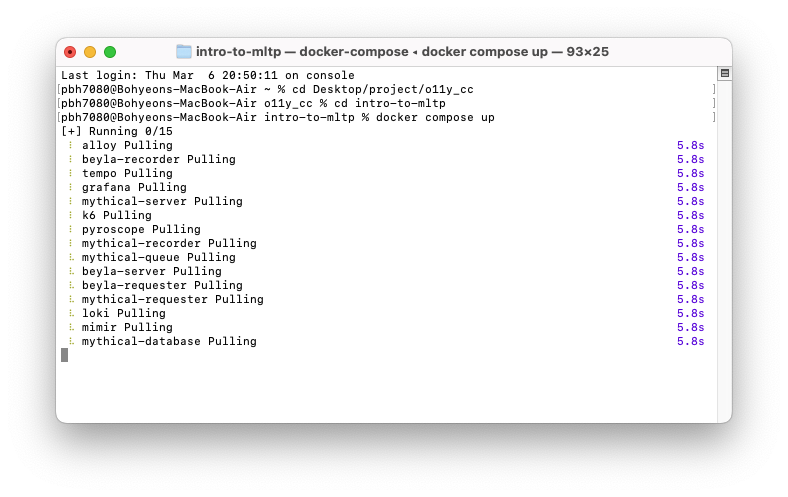 intro-to-mltp — docker-compose ◂ docker compose up — 93×25
Last login: Thu Mar  6 20:50:11 on console
[pbh7080@Bohyeons-MacBook-Air ~ % cd Desktop/project/o11y_cc ]
[pbh7080@Bohyeons-MacBook-Air o11y_cc % cd intro-to-mltp ]
[pbh7080@Bohyeons-MacBook-Air intro-to-mltp % docker compose up ]
[+] Running 0/15
⠸ alloy Pulling 5.8s
⠸ beyla-recorder Pulling 5.8s
⠸ tempo Pulling 5.8s
⠸ grafana Pulling 5.8s
⠸ mythical-server Pulling 5.8s
⠸ k6 Pulling 5.8s
⠸ pyroscope Pulling 5.8s
⠸ mythical-recorder Pulling 5.8s
⠧ mythical-queue Pulling 5.8s
⠧ beyla-server Pulling 5.8s
⠧ beyla-requester Pulling 5.8s
⠧ mythical-requester Pulling 5.8s
⠧ loki Pulling 5.8s
⠧ mimir Pulling 5.8s
⠧ mythical-database Pulling 5.8s